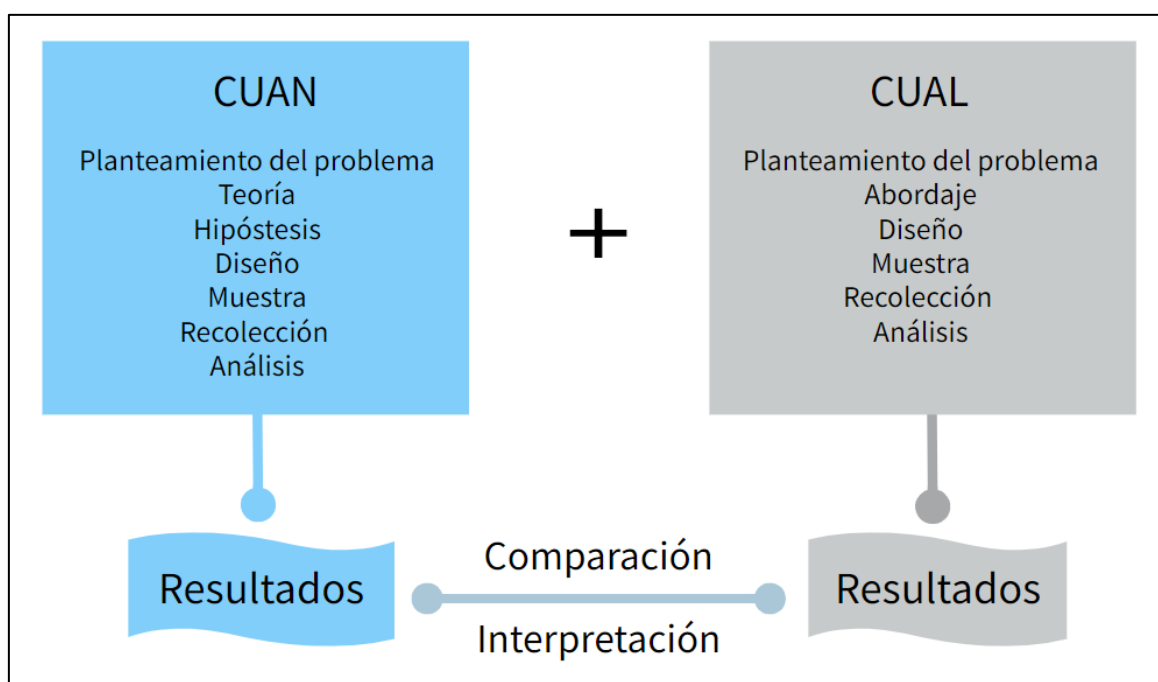 CUAN
Planteamiento del problema
Teoría
Hipóstesis
Diseño
Muestra
Recolección
Análisis
+
CUAL
Planteamiento del problema
Abordaje
Diseño
Muestra
Recolección
Análisis
Resultados
Comparación
Interpretación
Resultados